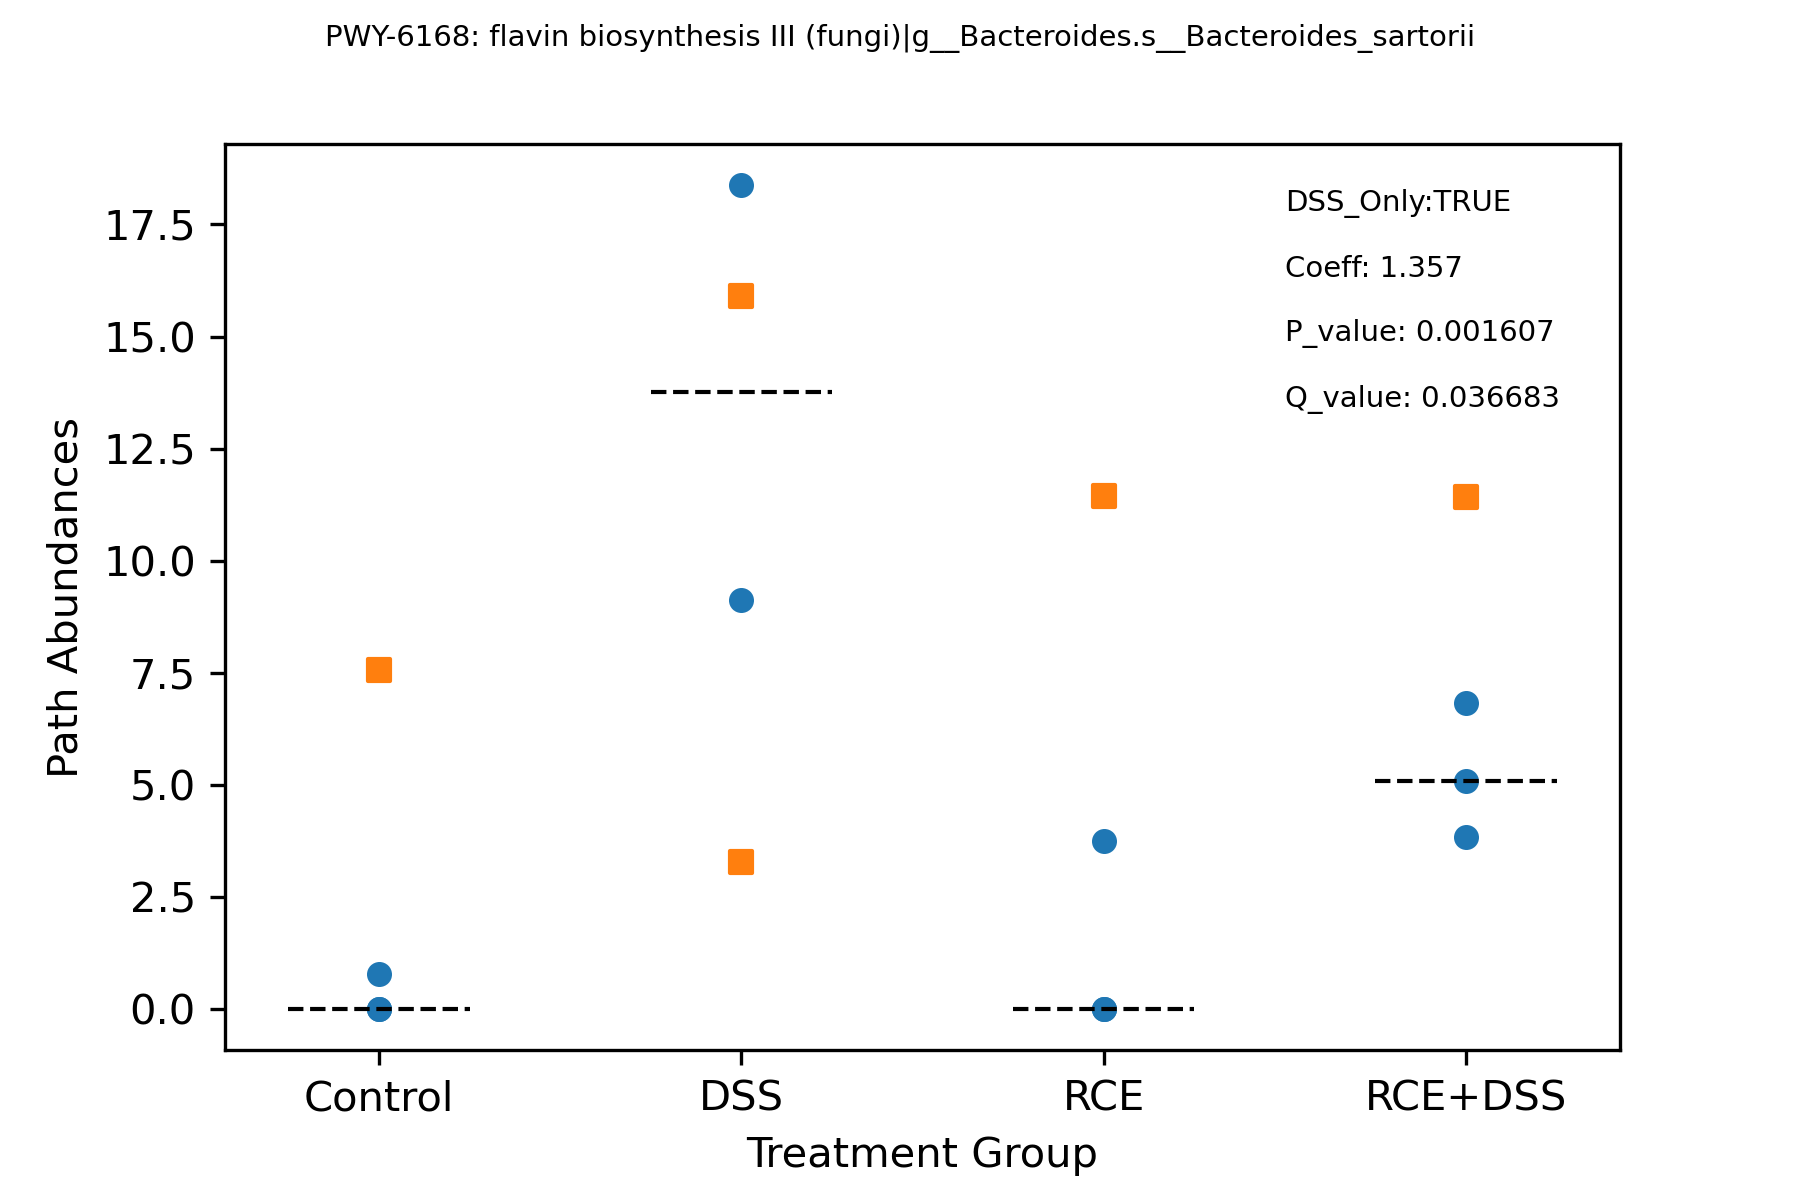 PWY-6168: flavin biosynthesis III (fungi)|g__Bacteroides.s__Bacteroides_sartorii
DSS_Only:TRUE
Coeff: 1.357
P_value: 0.001607
Q_value: 0.036683
Path Abundances
17.5
15.0
12.5
10.0
7.5
5.0
2.5
0.0
Control DSS RCE RCE+DSS
Treatment Group